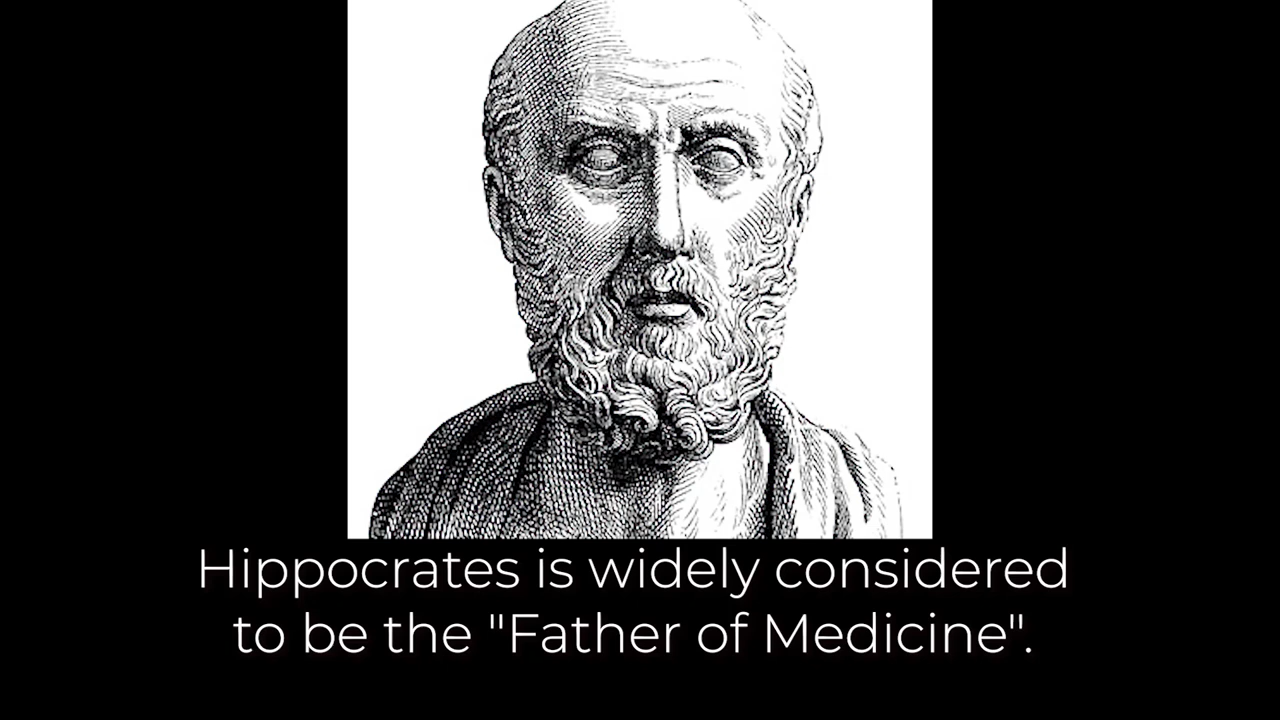 Hippocrates is widely considered
to be the "Father of Medicine".